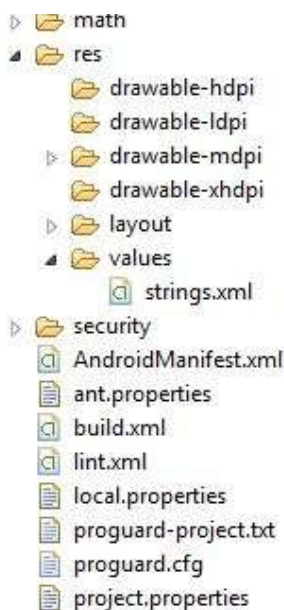 math
res
drawable-hdpi
drawable-ldpi
drawable-mdpi
drawable-xhdpi
layout
values
strings.xml
security
AndroidManifest.xml
ant.properties
build.xml
lint.xml
local.properties
proguard-project.txt
proguard.cfg
project.properties